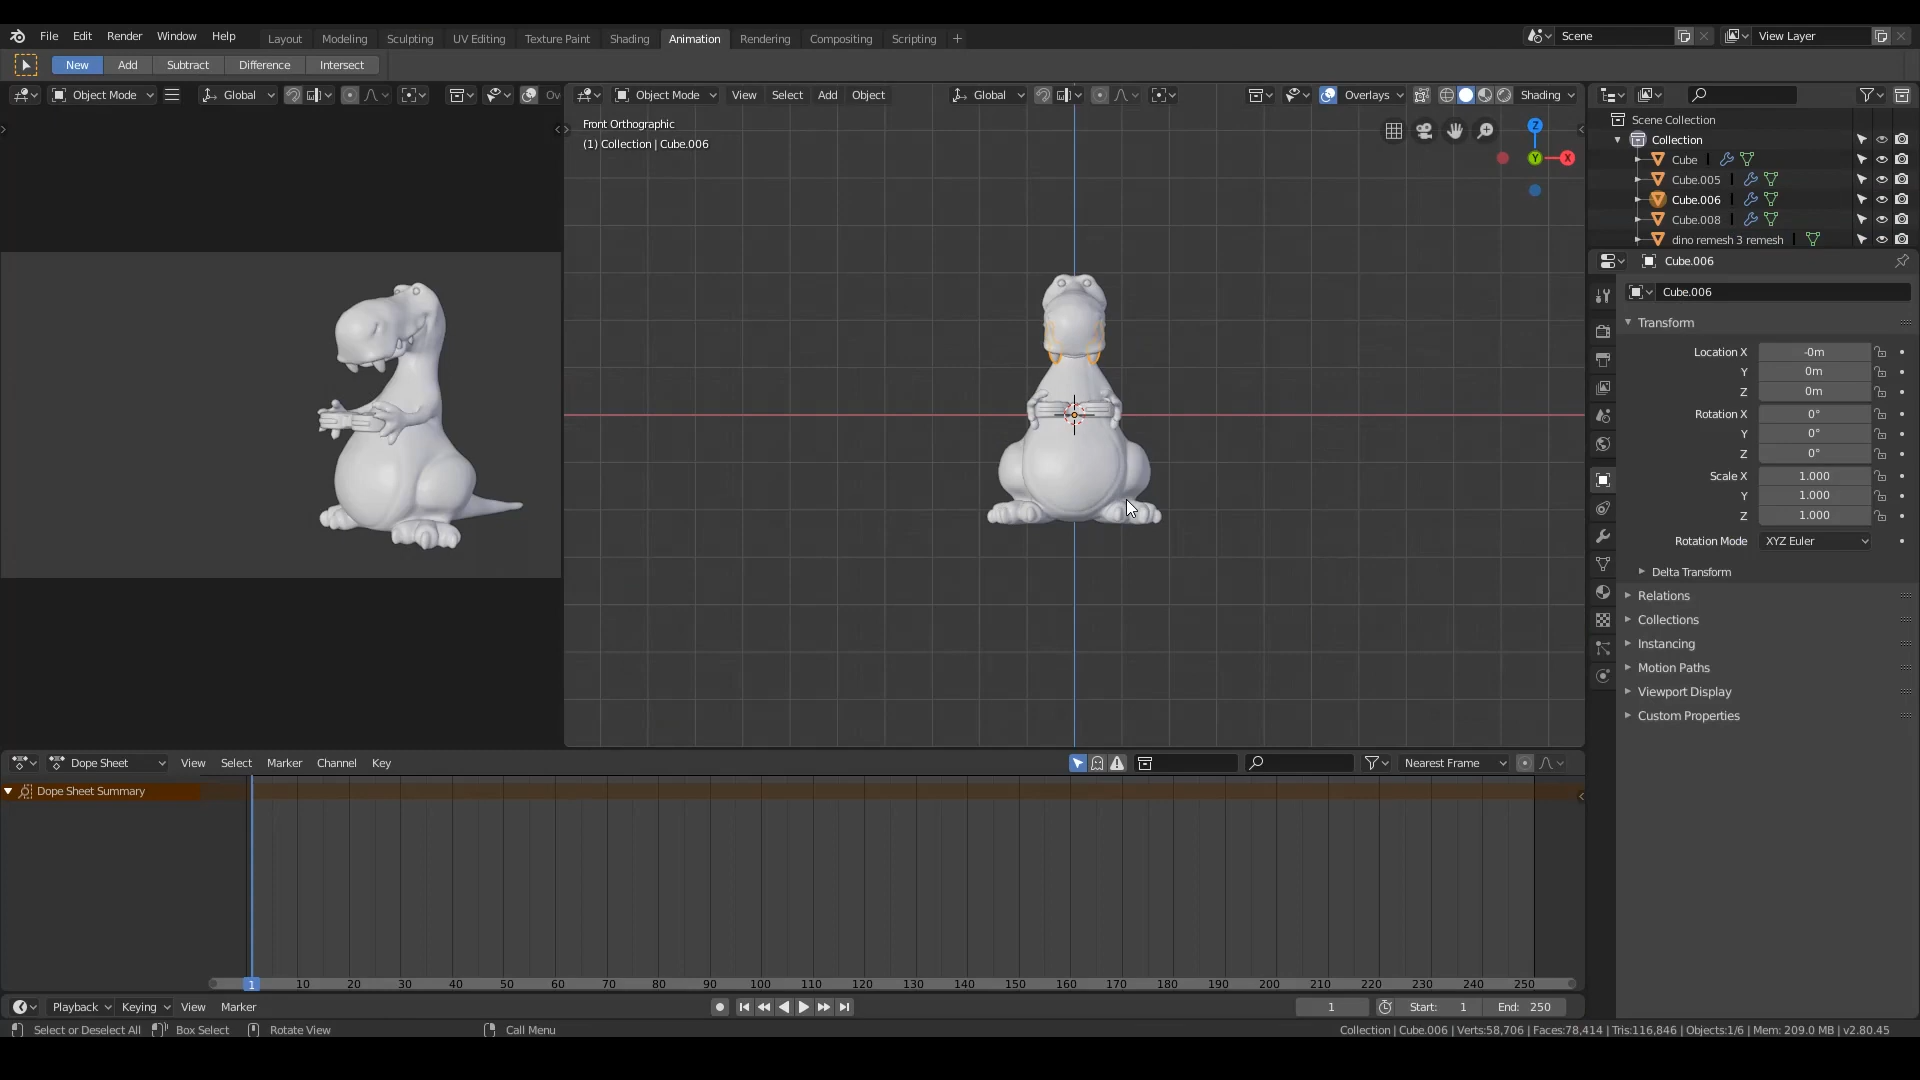 File Edit Render Window Help Layout Modeling Sculpting UV Editing Texture Paint Shading Animation Rendering Compositing Scripting + Scene View Layer
New Add Subtract Difference Intersect
Object Mode Global Ov Object Mode View Select Add Object Global Overlays Shading
Front Orthographic
(1) Collection | Cube.006
Z
Y
X
Scene Collection
Collection
Cube
Cube.005
Cube.006
Cube.008
dino remesh 3 remesh
Cube.006
Cube.006
Transform
Location X -0m
Y 0m
Z 0m
Rotation X 0°
Y 0°
Z 0°
Scale X 1.000
Y 1.000
Z 1.000
Rotation Mode XYZ Euler
Delta Transform
Relations
Collections
Instancing
Motion Paths
Viewport Display
Custom Properties
Dope Sheet View Select Marker Channel Key Nearest Frame
Dope Sheet Summary
1 10 20 30 40 50 60 70 80 90 100 110 120 130 140 150 160 170 180 190 200 210 220 230 240 250
Playback Keying View Marker 1 Start: 1 End: 250
Select or Deselect All Box Select Rotate View Call Menu Collection | Cube.006 | Verts:58,706 | Faces:78,414 | Tris:116,846 | Objects:1/6 | Mem: 209.0 MB | v2.80.45